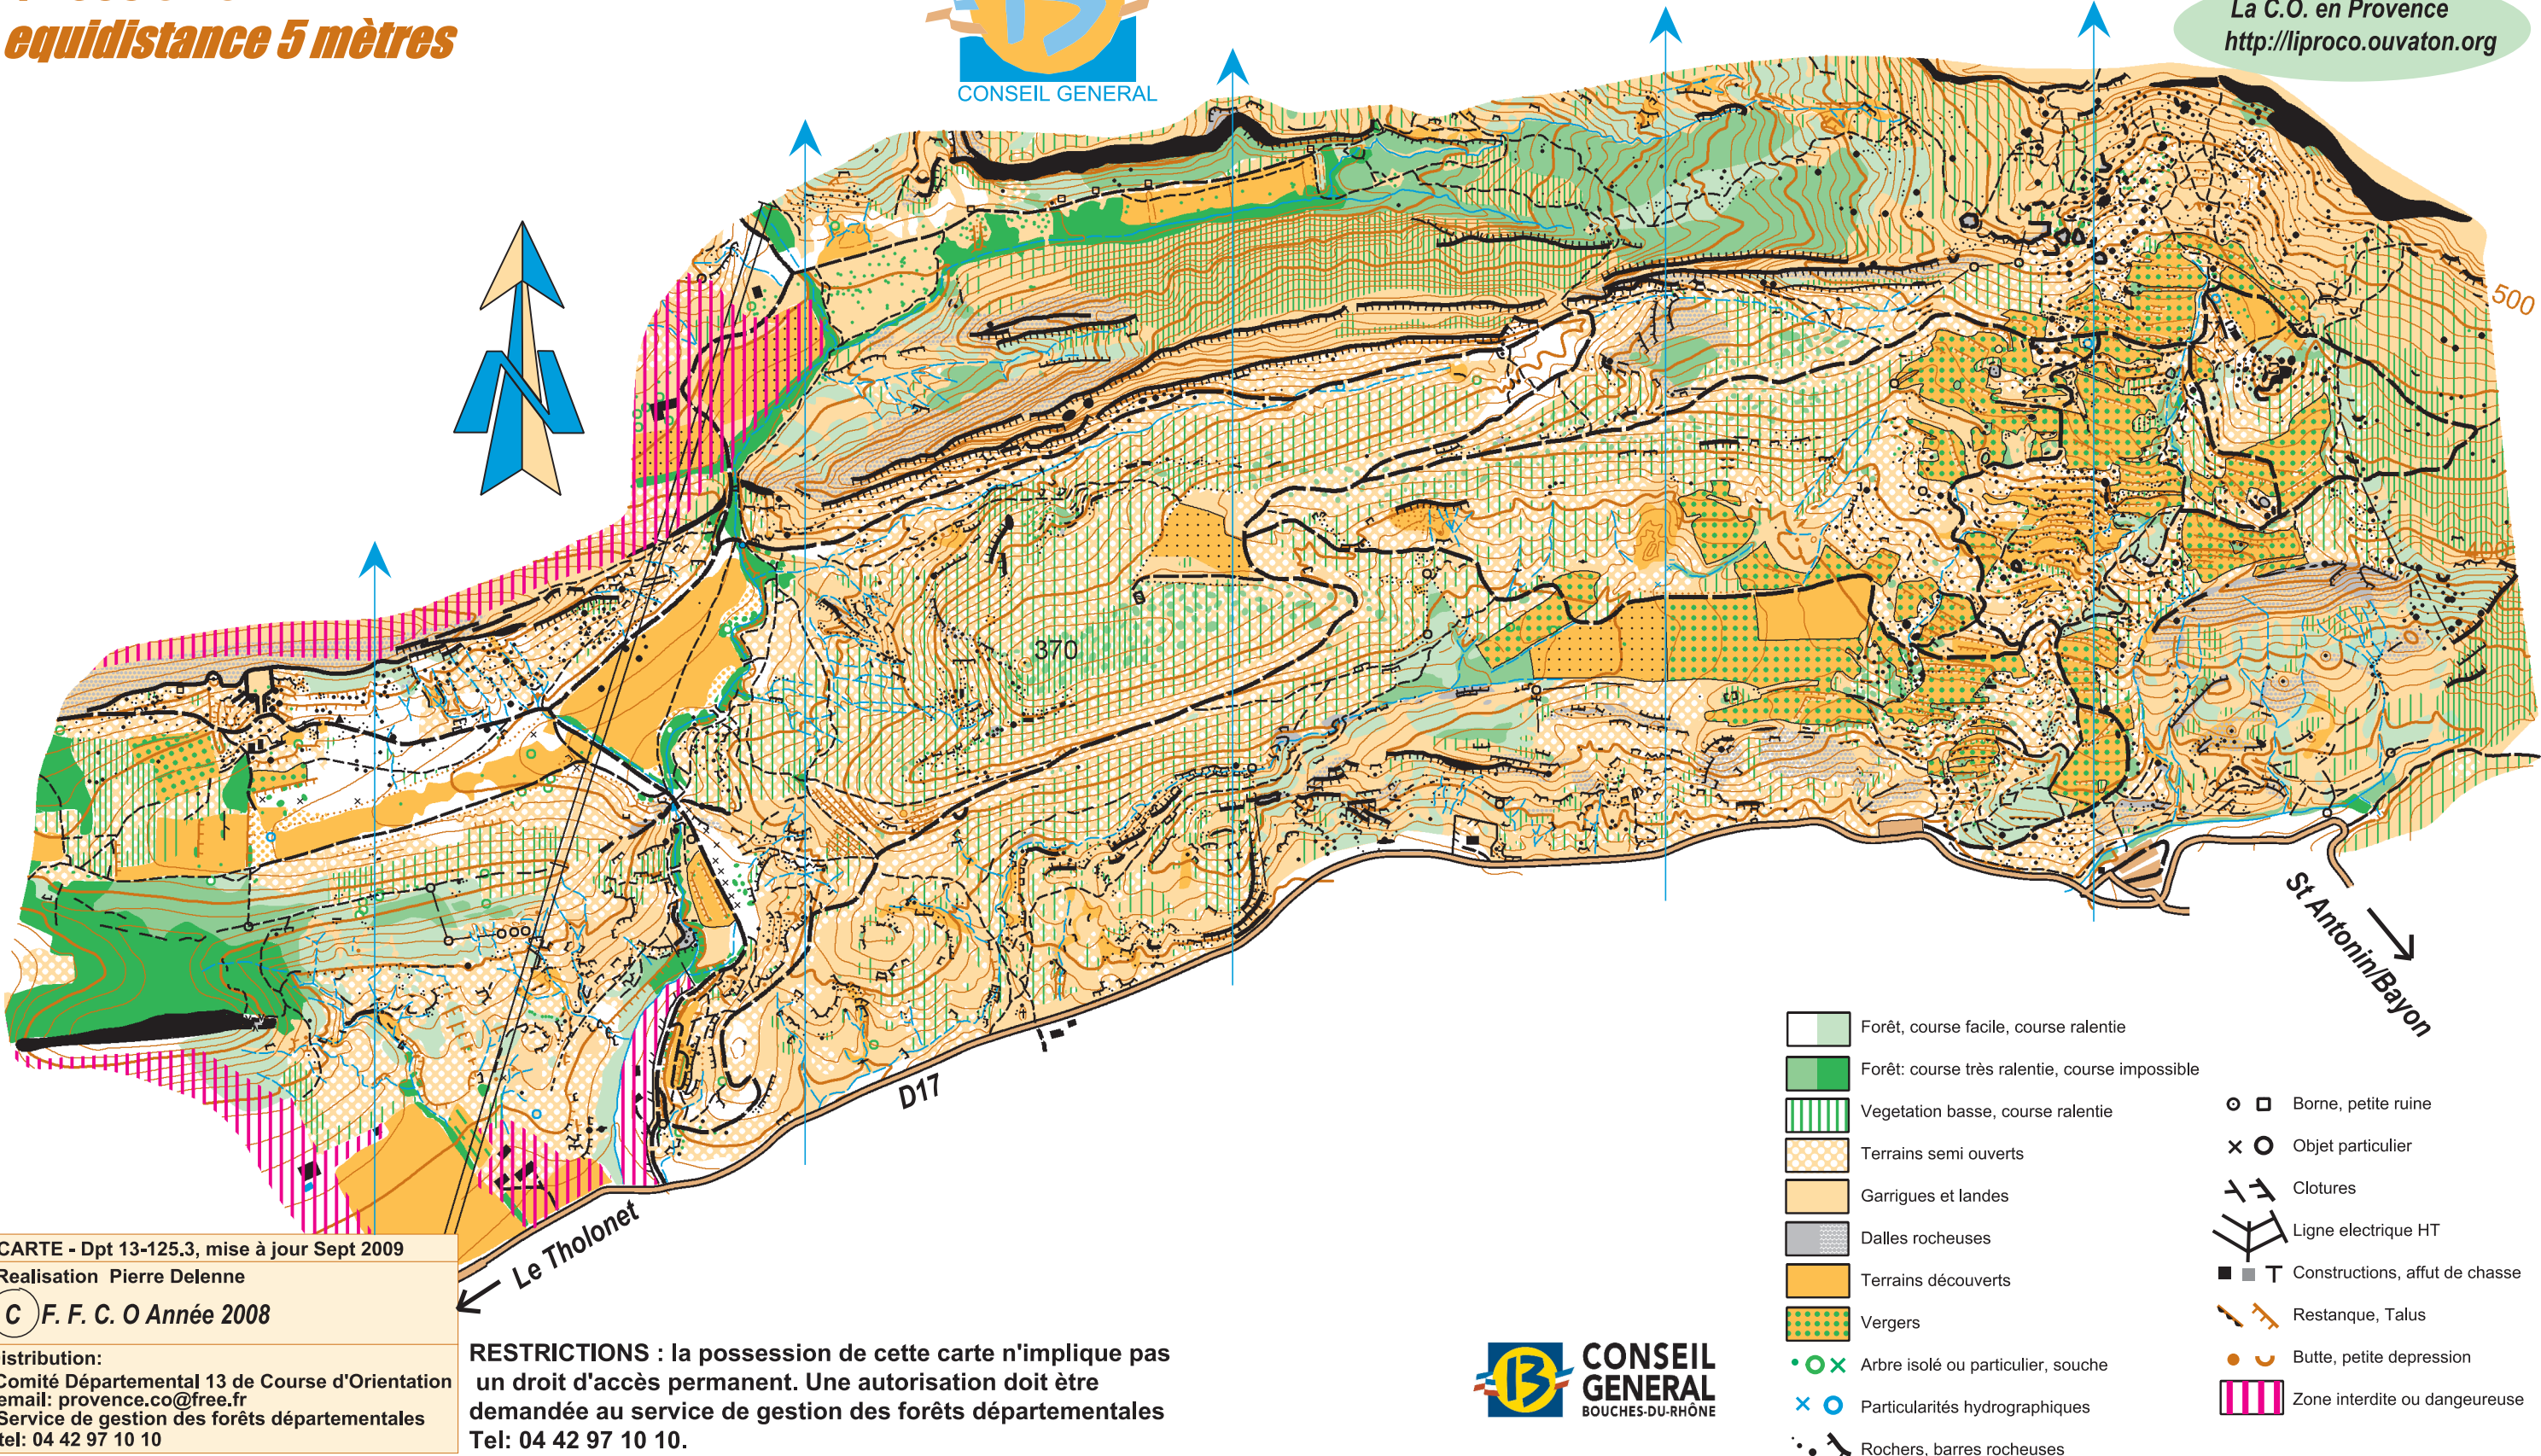 equidistance 5 mètres
CONSEIL GENERAL
La C.O. en Provence
http://liproco.ouvaton.org
500
400
370
D17
Le Tholonet
St Antonin/Bayon
CARTE - Dpt 13-125.3, mise à jour Sept 2009
Realisation Pierre Delenne
C F. F. C. O Année 2008
istribution:
Comité Départemental 13 de Course d'Orientation
email: provence.co@free.fr
Service de gestion des forêts départementales
tel: 04 42 97 10 10
RESTRICTIONS : la possession de cette carte n'implique pas
un droit d'accès permanent. Une autorisation doit ètre
demandée au service de gestion des forêts départementales
Tel: 04 42 97 10 10.
13
CONSEIL
GENERAL
BOUCHES-DU-RHÔNE
Forêt, course facile, course ralentie
Forêt: course très ralentie, course impossible
Vegetation basse, course ralentie
Terrains semi ouverts
Garrigues et landes
Dalles rocheuses
Terrains découverts
Vergers
Arbre isolé ou particulier, souche
Particularités hydrographiques
Rochers, barres rocheuses
Borne, petite ruine
Objet particulier
Clotures
Ligne electrique HT
Constructions, affut de chasse
Restanque, Talus
Butte, petite depression
Zone interdite ou dangeureuse